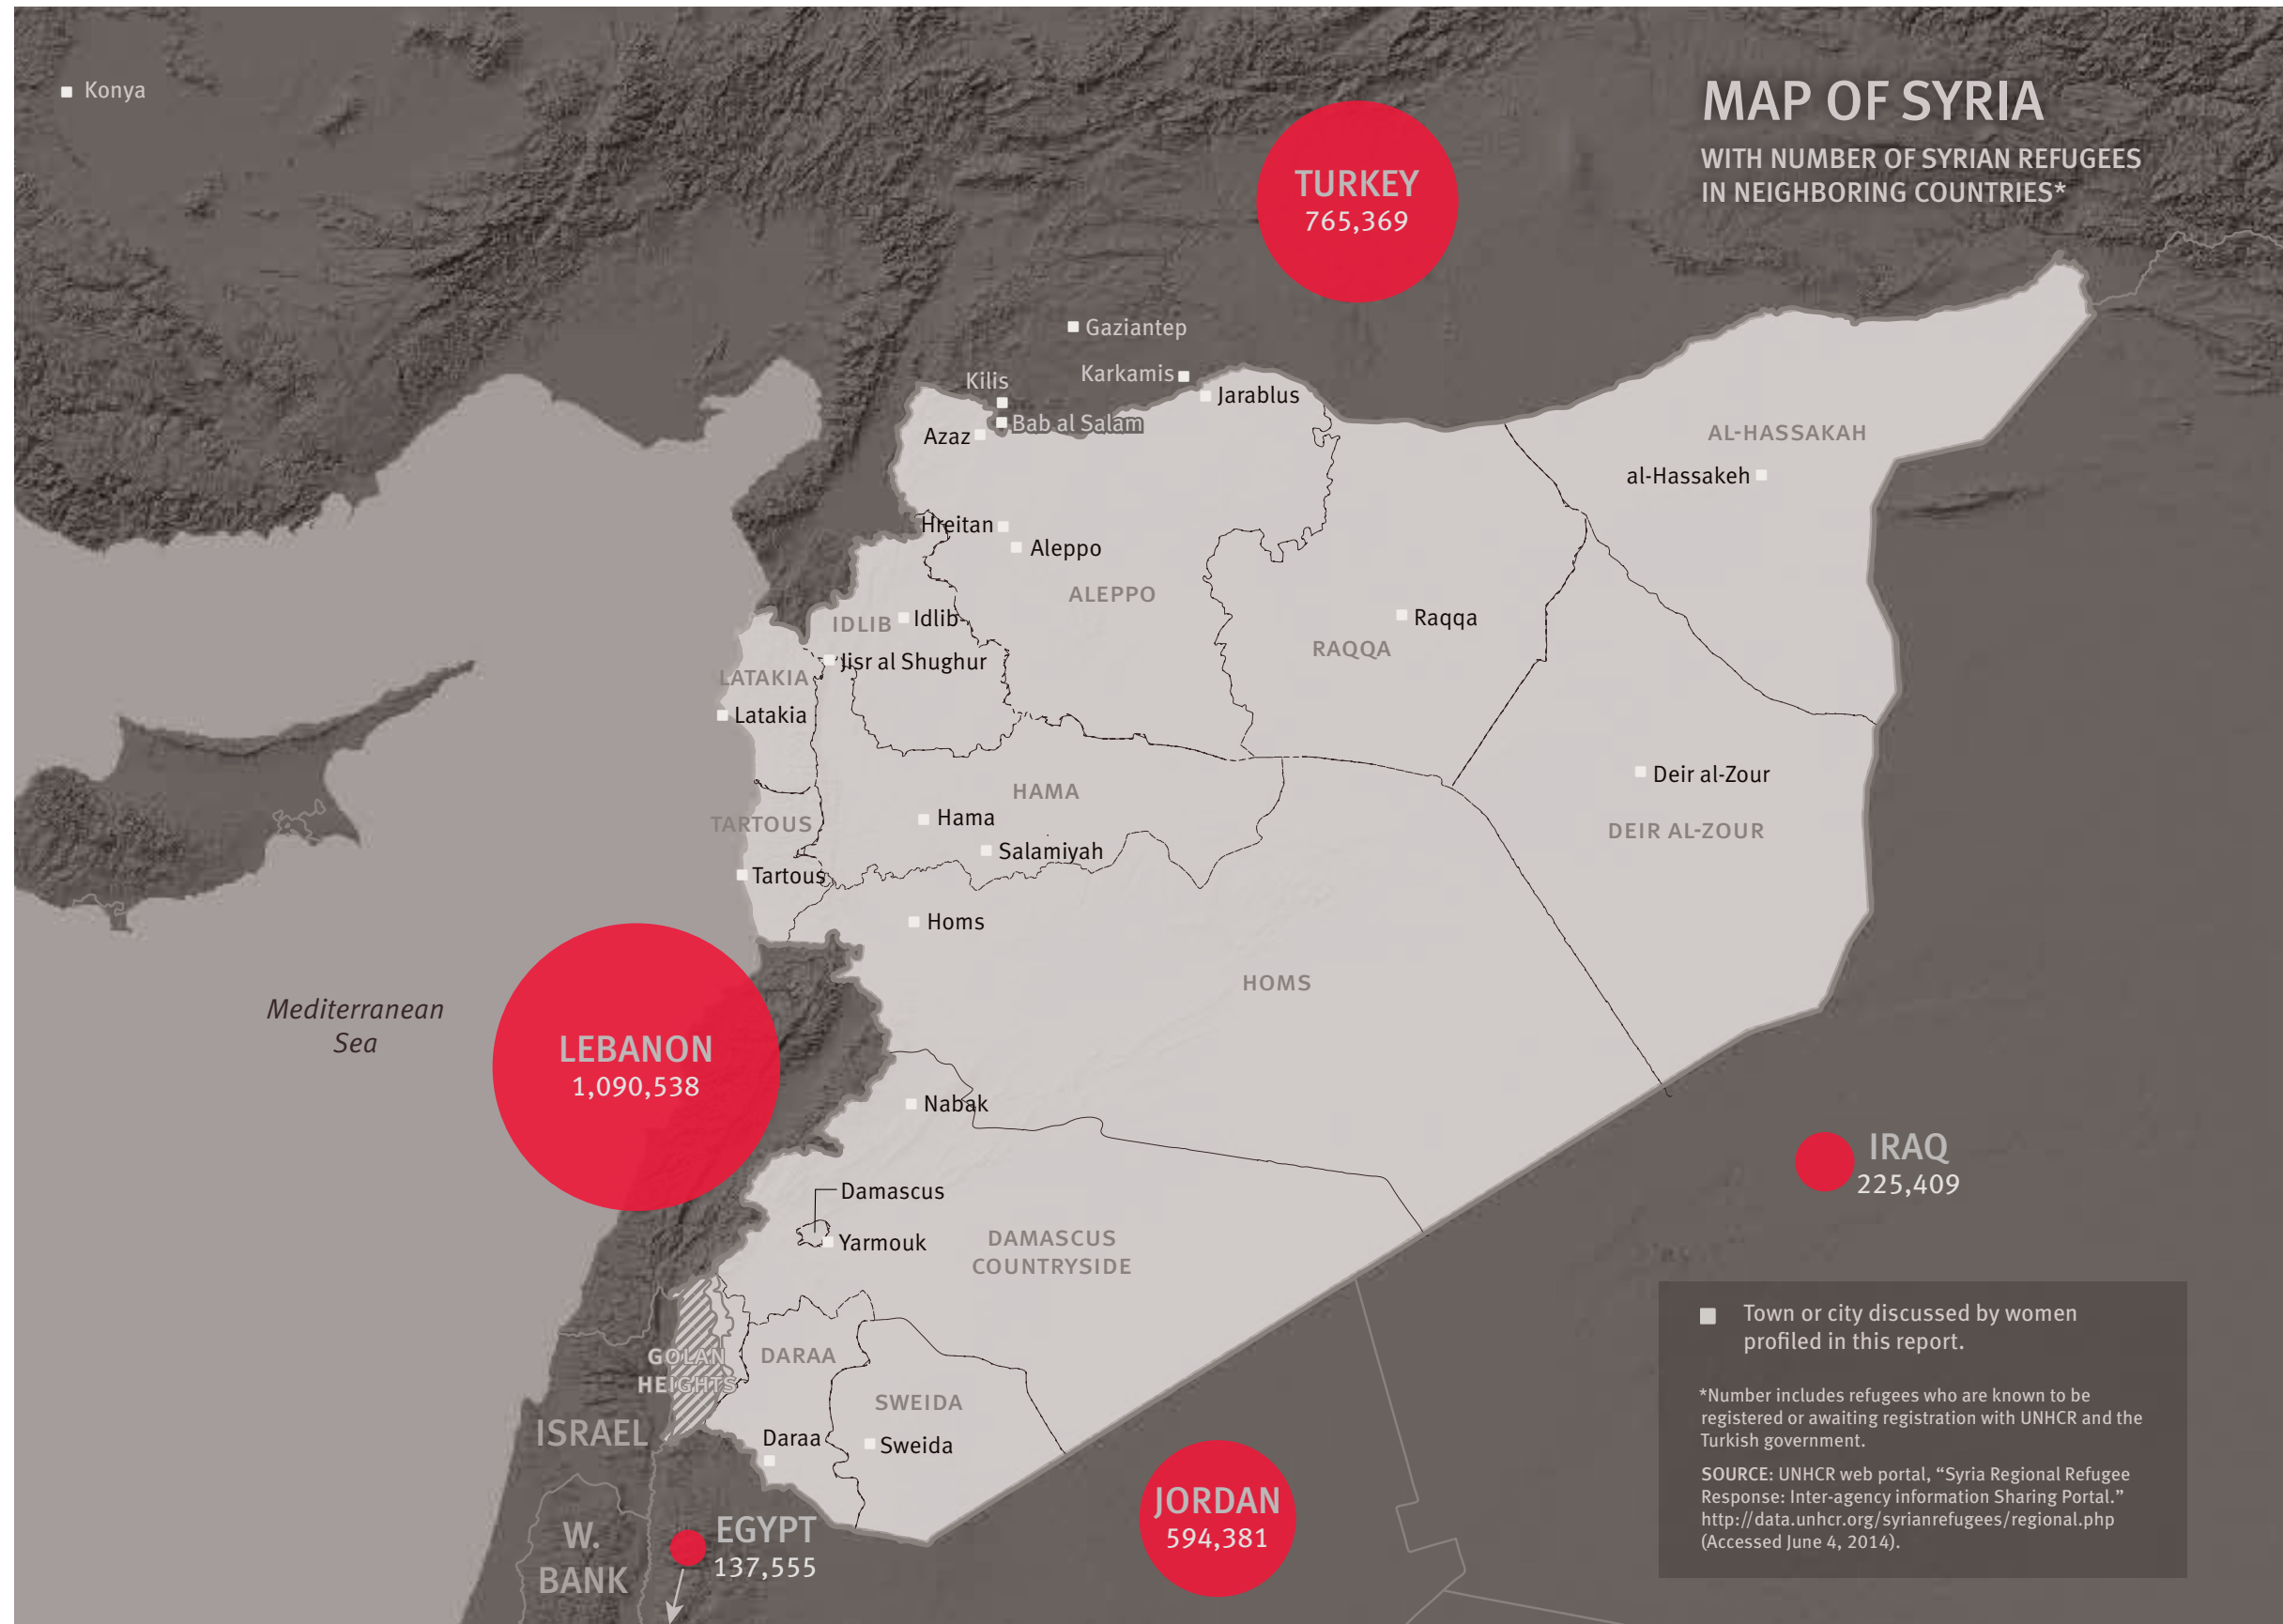 Konya
MAP OF SYRIA
WITH NUMBER OF SYRIAN REFUGEES
IN NEIGHBORING COUNTRIES*
TURKEY
765,369
Gaziantep
Karkamis
Kilis
Jarablus
Bab al Salam
Azaz
AL-HASSAKAH
al-Hassakeh
Hreitan
Aleppo
ALEPPO
IDLIB
Idlib
Raqqa
RAQQA
Jisr al Shughur
LATAKIA
Latakia
Deir al-Zour
DEIR AL-ZOUR
HAMA
Hama
TARTOUS
Salamiyah
Tartous
Homs
HOMS
Mediterranean
Sea
LEBANON
1,090,538
Nabak
IRAQ
225,409
Damascus
Yarmouk
DAMASCUS
COUNTRYSIDE
GOLAN
HEIGHTS
DARAA
SWEIDA
ISRAEL
Daraa
Sweida
JORDAN
594,381
EGYPT
137,555
W.
BANK
Town or city discussed by women
profiled in this report.
*Number includes refugees who are known to be
registered or awaiting registration with UNHCR and the
Turkish government.
SOURCE: UNHCR web portal, “Syria Regional Refugee
Response: Inter-agency information Sharing Portal.”
http://data.unhcr.org/syrianrefugees/regional.php
(Accessed June 4, 2014).